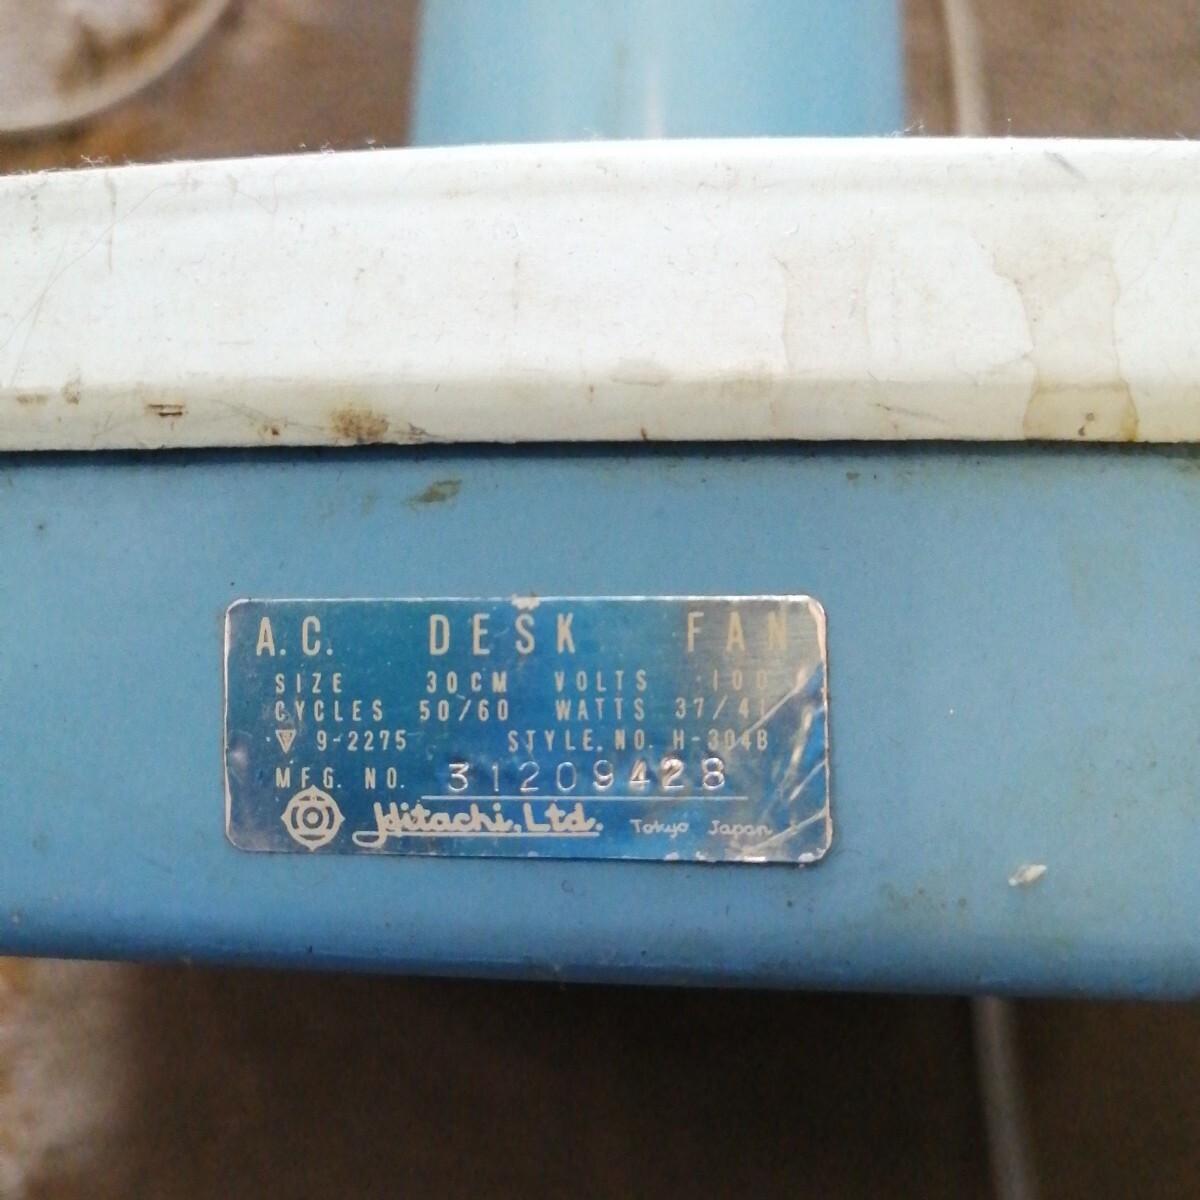 A.C. DESK FAN
SIZE 30CM VOLTS 100
CYCLES 50/60 WATTS 37/41
9-2275 STYLE. NO. H-304B
MFG. NO. 31209428
Hitachi, Ltd. Tokyo Japan